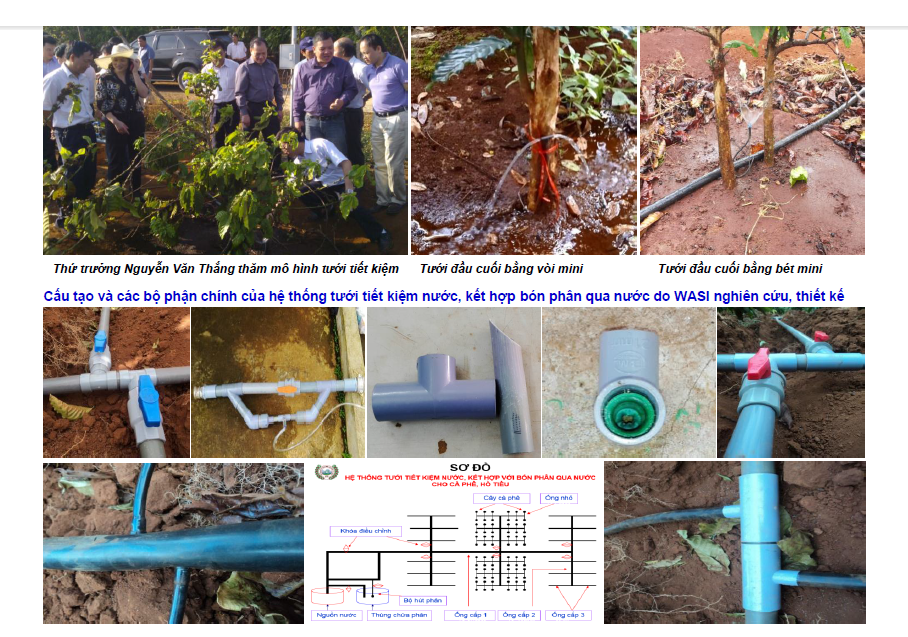 Thứ trưởng Nguyễn Văn Thắng thăm mô hình tưới tiết kiệm
Tưới đầu cuối bằng vòi mini
Tưới đầu cuối bằng bét mini
Cấu tạo và các bộ phận chính của hệ thống tưới tiết kiệm nước, kết hợp bón phân qua nước do WASI nghiên cứu, thiết kế
SƠ ĐỒ
HỆ THỐNG TƯỚI TIẾT KIỆM NƯỚC, KẾT HỢP VỚI BÓN PHÂN QUA NƯỚC
CHO CÀ PHÊ, HỒ TIÊU
Cây cà phê
Ống nhỏ
Khóa điều chỉnh
Bộ hút phân
Nguồn nước
Thùng chứa phân
Ống cấp 1
Ống cấp 2
Ống cấp 3